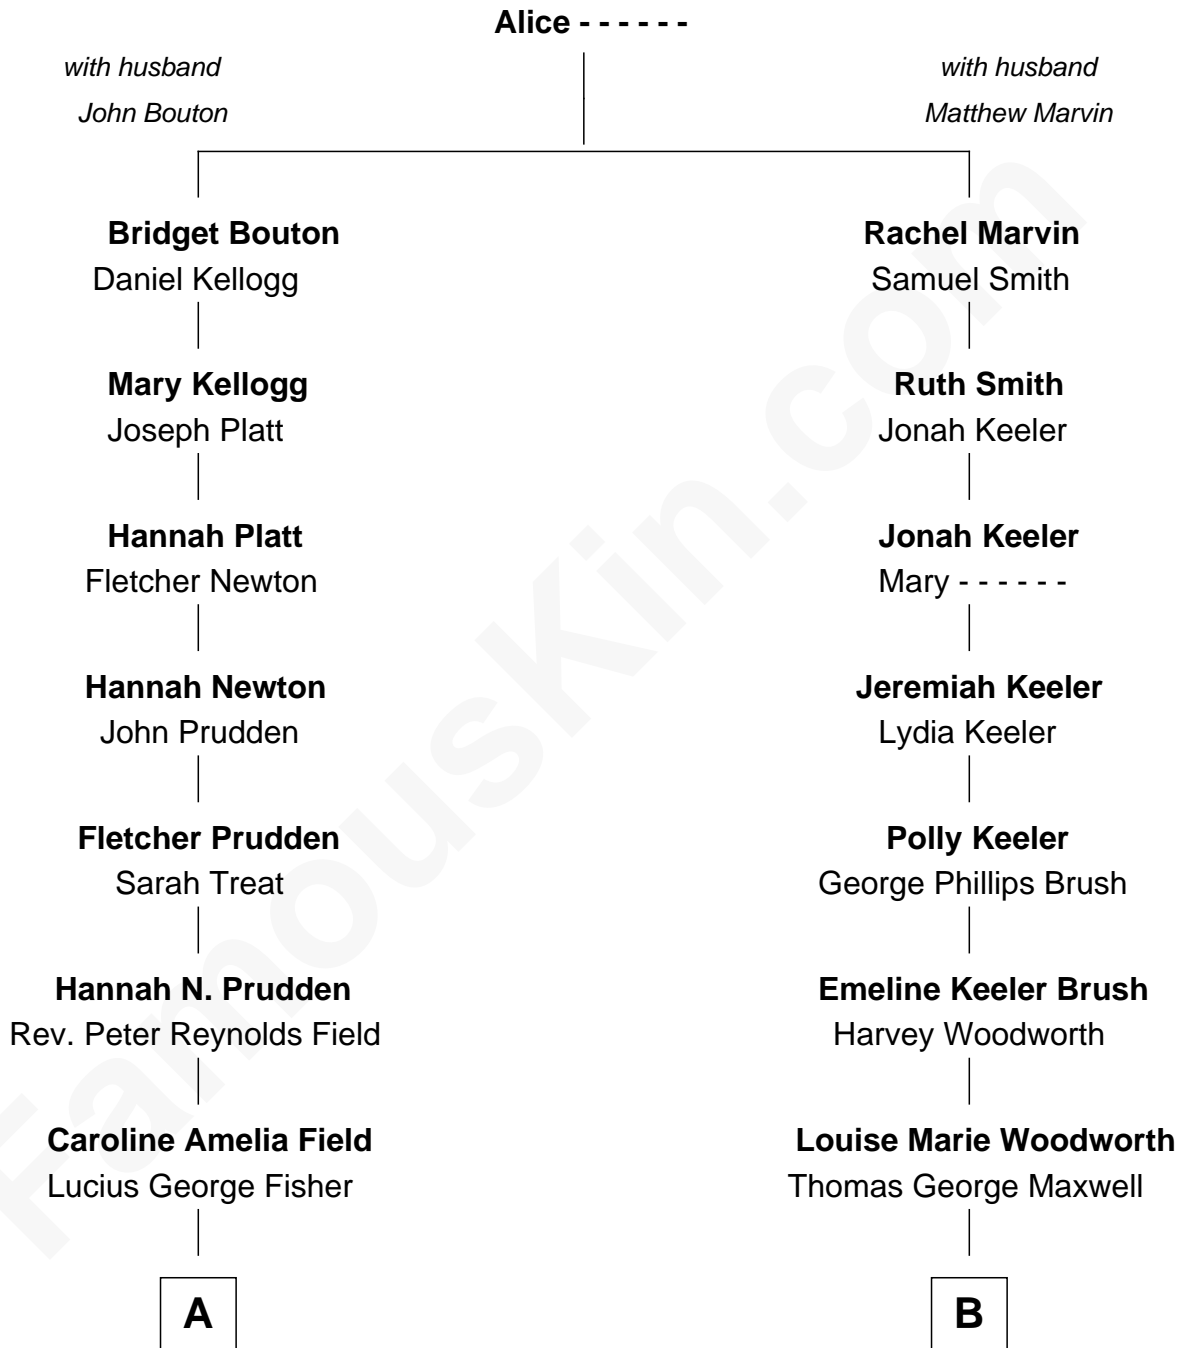 Alice - - - - - -
with husband
John Bouton
with husband
Matthew Marvin
Bridget Bouton
Daniel Kellogg
Rachel Marvin
Samuel Smith
Mary Kellogg
Joseph Platt
Ruth Smith
Jonah Keeler
Hannah Platt
Fletcher Newton
Jonah Keeler
Mary - - - - - -
Hannah Newton
John Prudden
Jeremiah Keeler
Lydia Keeler
Fletcher Prudden
Sarah Treat
Polly Keeler
George Phillips Brush
Hannah N. Prudden
Rev. Peter Reynolds Field
Emeline Keeler Brush
Harvey Woodworth
Caroline Amelia Field
Lucius George Fisher
Louise Marie Woodworth
Thomas George Maxwell
A
B
FamousKin.com